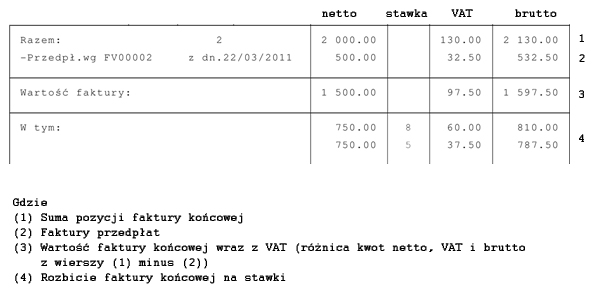 netto stawka VAT brutto
Razem: 2 2 000.00 130.00 2 130.00 1
-Przedpł.wg FV00002 z dn.22/03/2011 500.00 32.50 532.50 2
Wartość faktury: 1 500.00 97.50 1 597.50 3
W tym: 750.00 8 60.00 810.00
4
750.00 5 37.50 787.50
Gdzie
(1) Suma pozycji faktury końcowej
(2) Faktury przedpłat
(3) Wartość faktury końcowej wraz z VAT (różnica kwot netto, VAT i brutto
z wierszy (1) minus (2))
(4) Rozbicie faktury końcowej na stawki